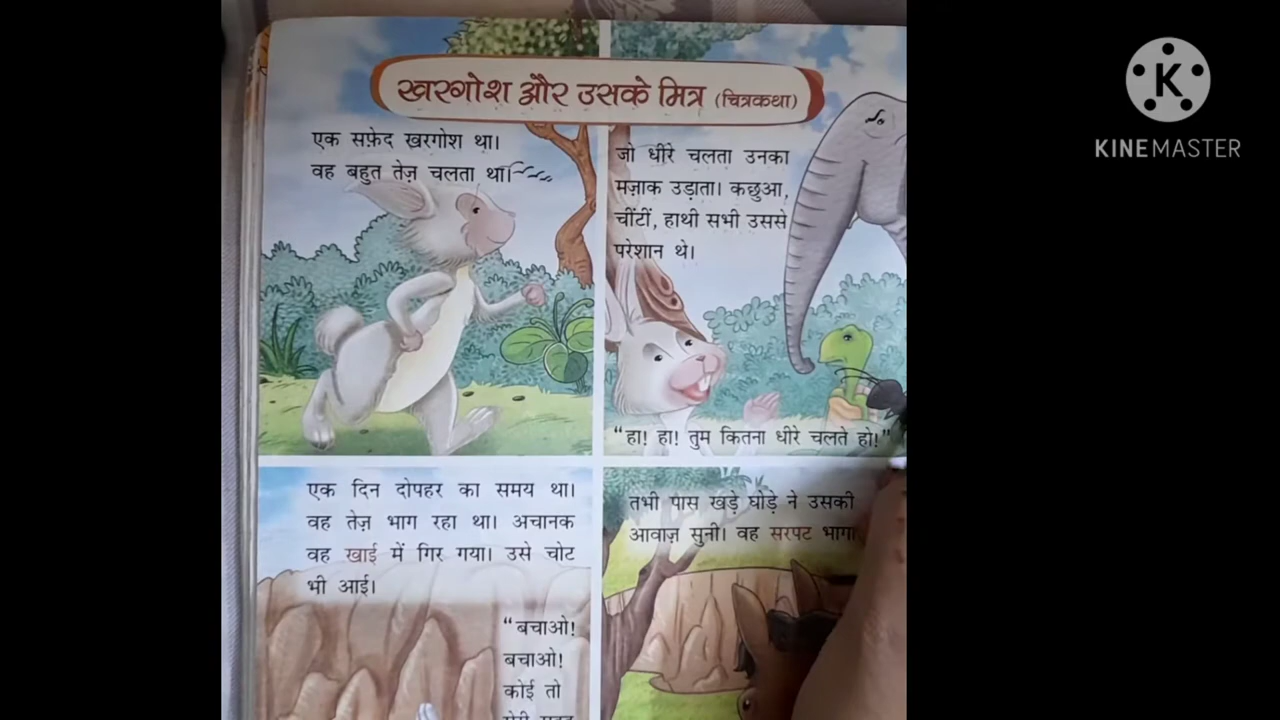 खरगोश और उसके मित्र (चित्रकथा)
एक सफ़ेद खरगोश था।
वह बहुत तेज़ चलता था।
जो धीरे चलता उनका
मज़ाक उड़ाता। कछुआ,
चींटीं, हाथी सभी उससे
परेशान थे।
“हा! हा! तुम कितना धीरे चलते हो!”
एक दिन दोपहर का समय था।
वह तेज़ भाग रहा था। अचानक
वह खाई में गिर गया। उसे चोट
भी आई।
“बचाओ!
बचाओ!
कोई तो
तभी पास खड़े घोड़े ने उसकी
आवाज़ सुनी। वह सरपट भागा
KINEMASTER